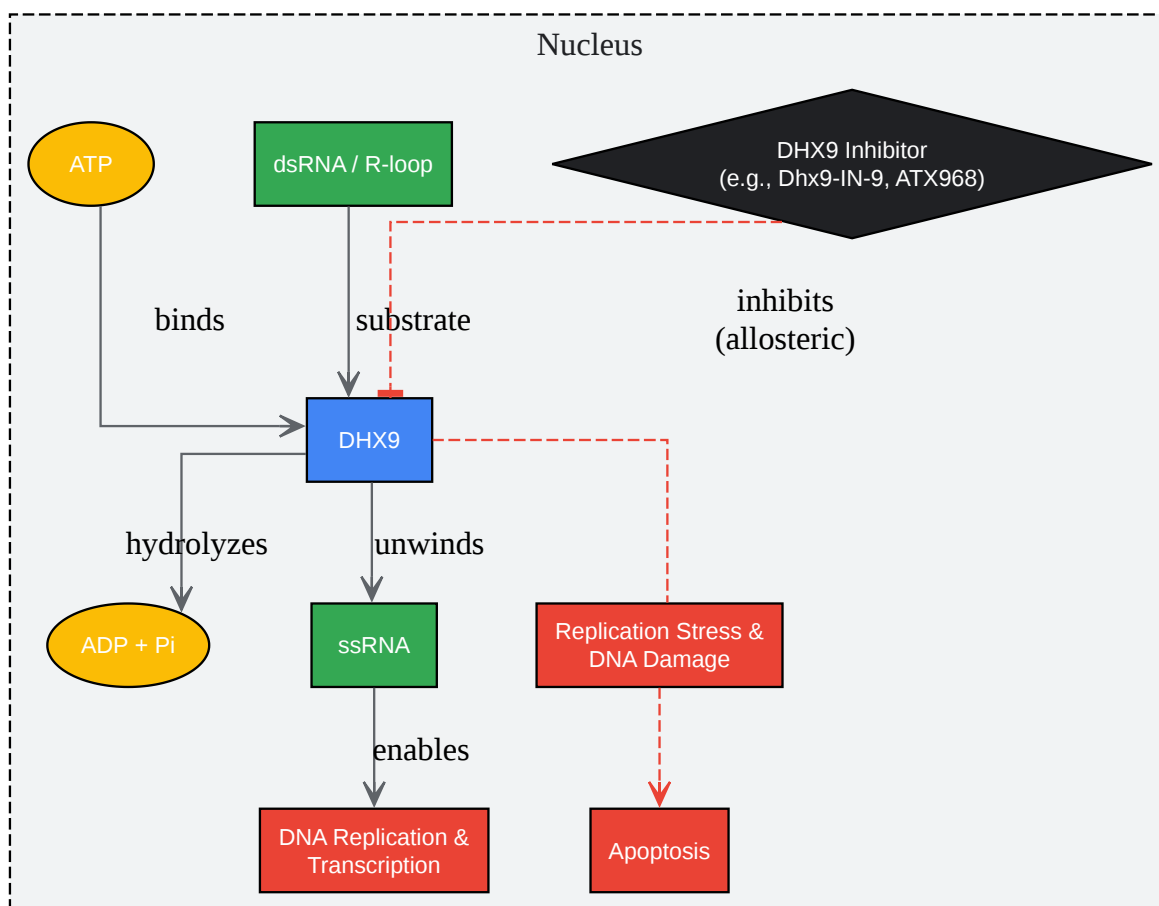 Nucleus
ATP
dsRNA / R-loop
DHX9 Inhibitor
(e.g., Dhx9-IN-9, ATX968)
binds
substrate
inhibits
(allosteric)
DHX9
hydrolyzes
unwinds
ADP + Pi
ssRNA
Replication Stress &
DNA Damage
enables
DNA Replication &
Transcription
Apoptosis